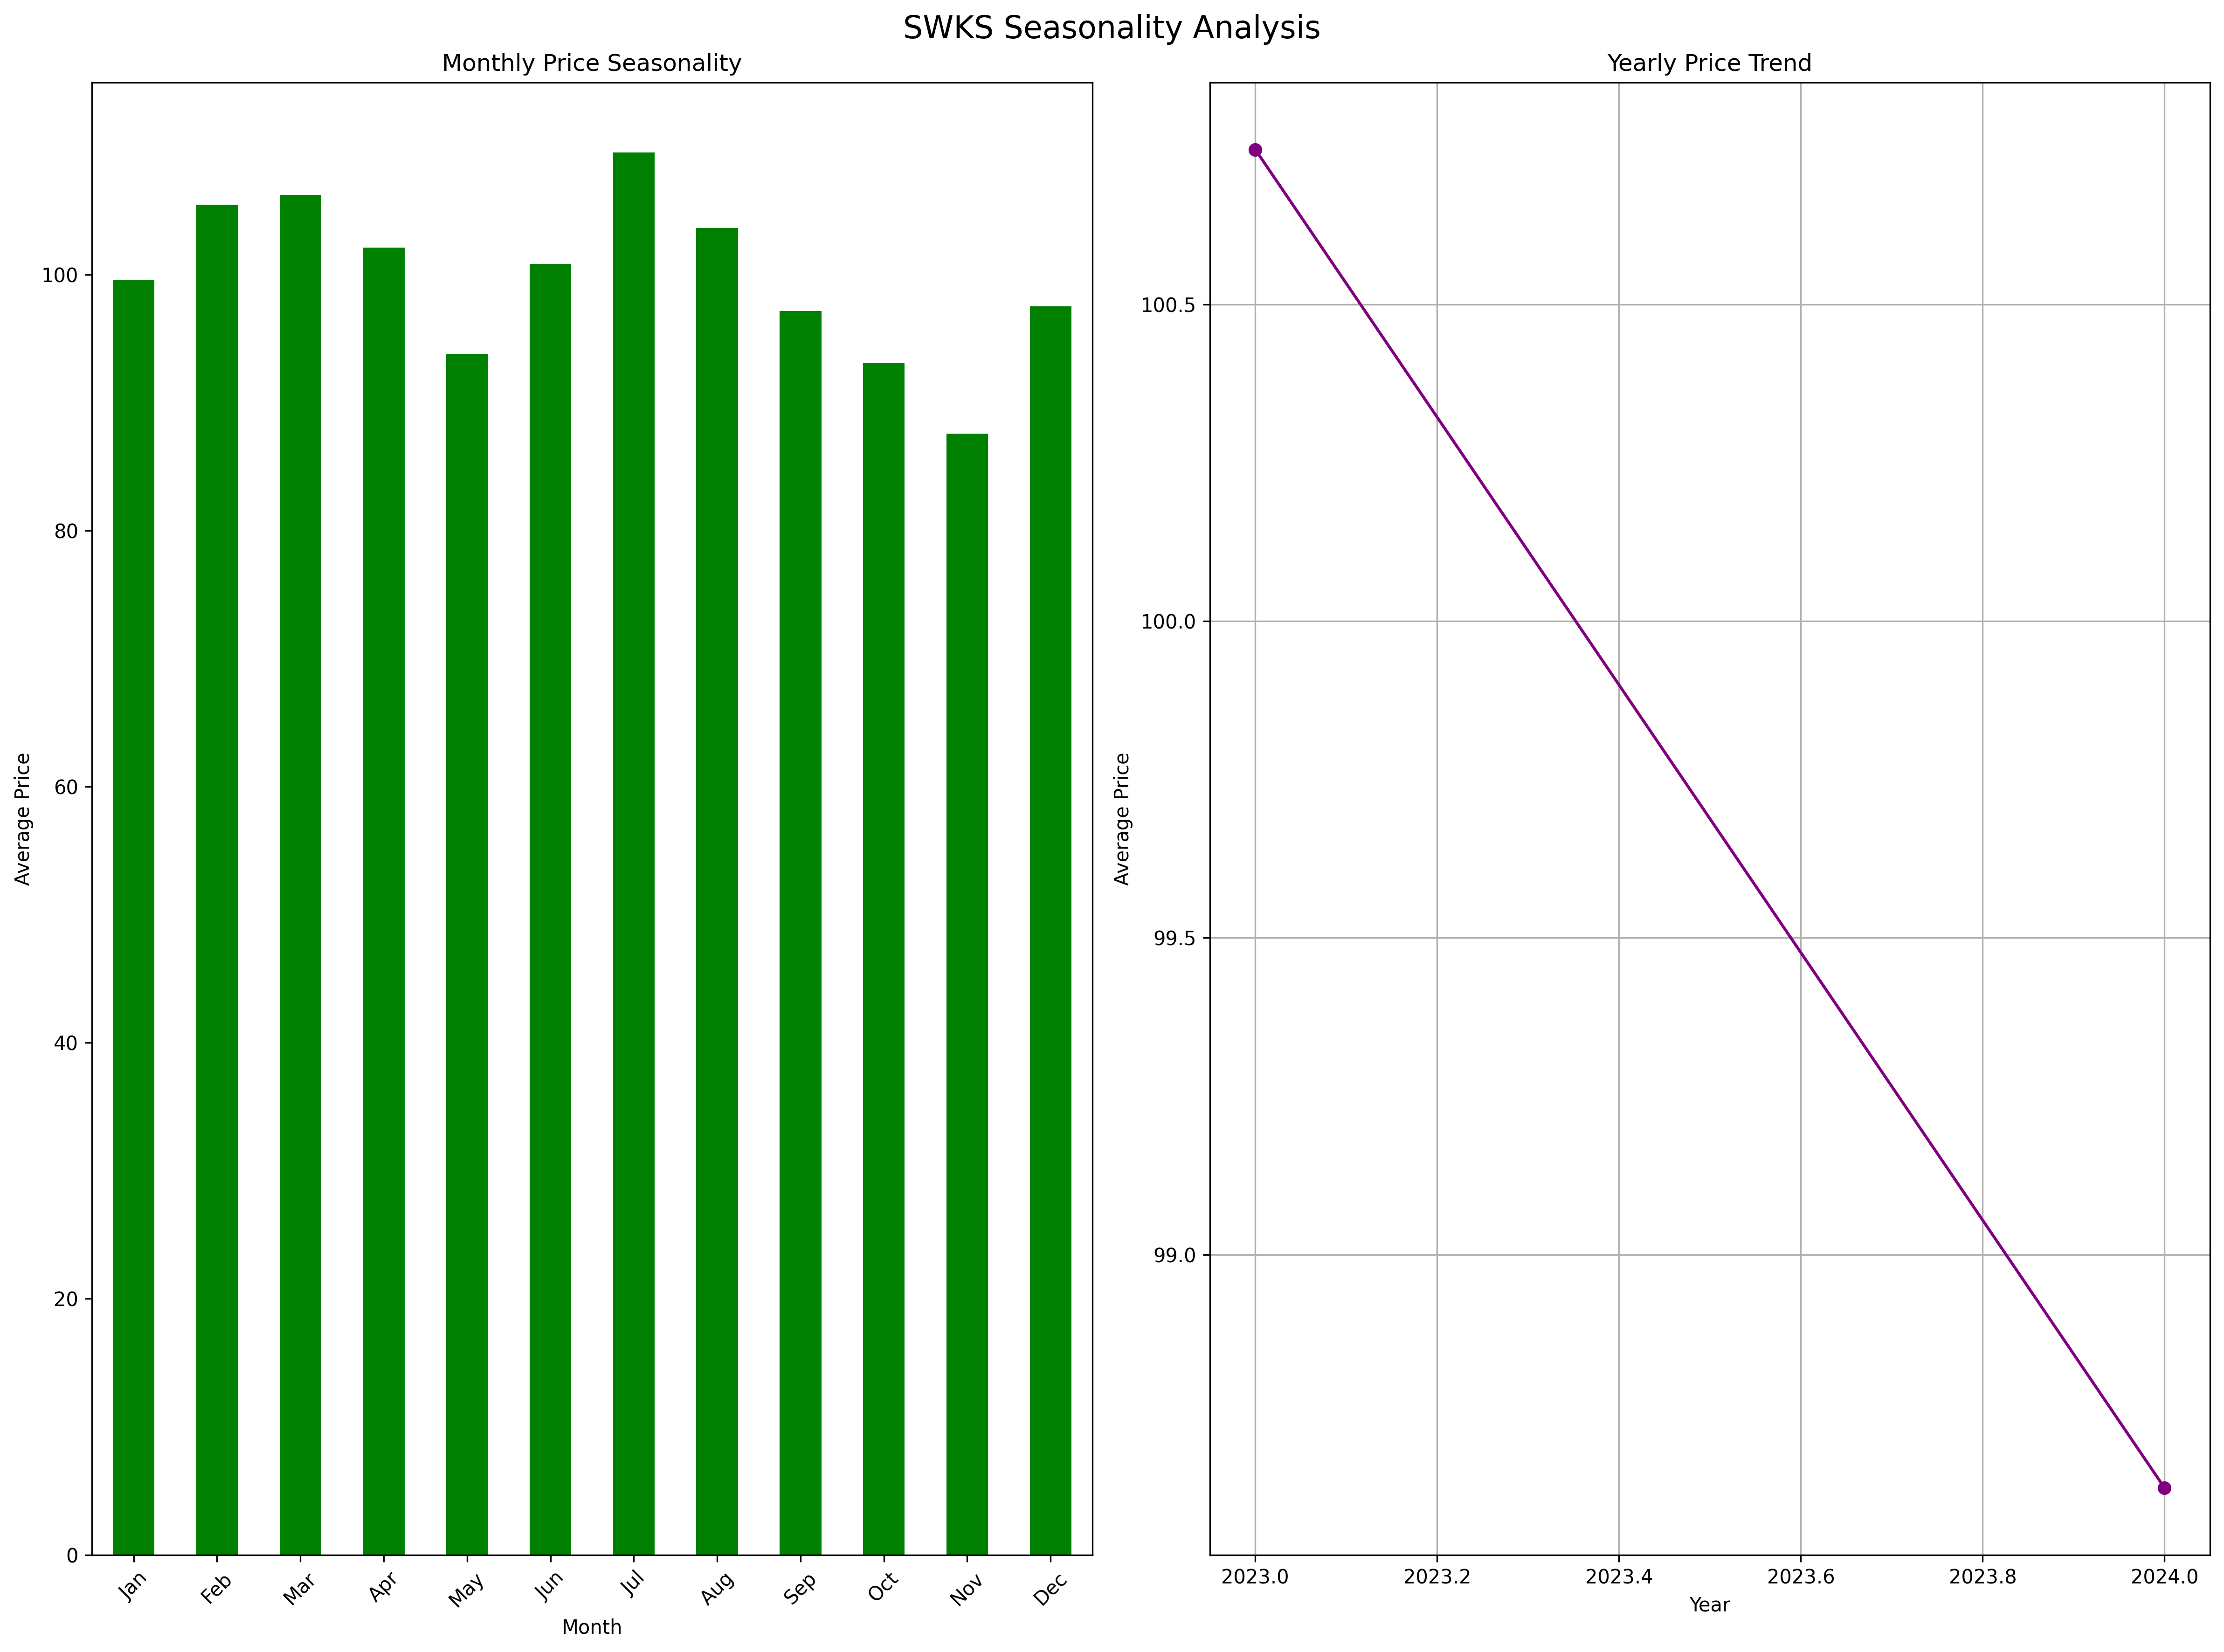 SWKS Seasonality Analysis
Monthly Price Seasonality
Average Price
100
80
60
40
20
0
Jan
Feb
Mar
Apr
May
Jun
Jul
Aug
Sep
Oct
Nov
Dec
Month
Yearly Price Trend
Average Price
100.5
100.0
99.5
99.0
2023.0
2023.2
2023.4
2023.6
2023.8
2024.0
Year